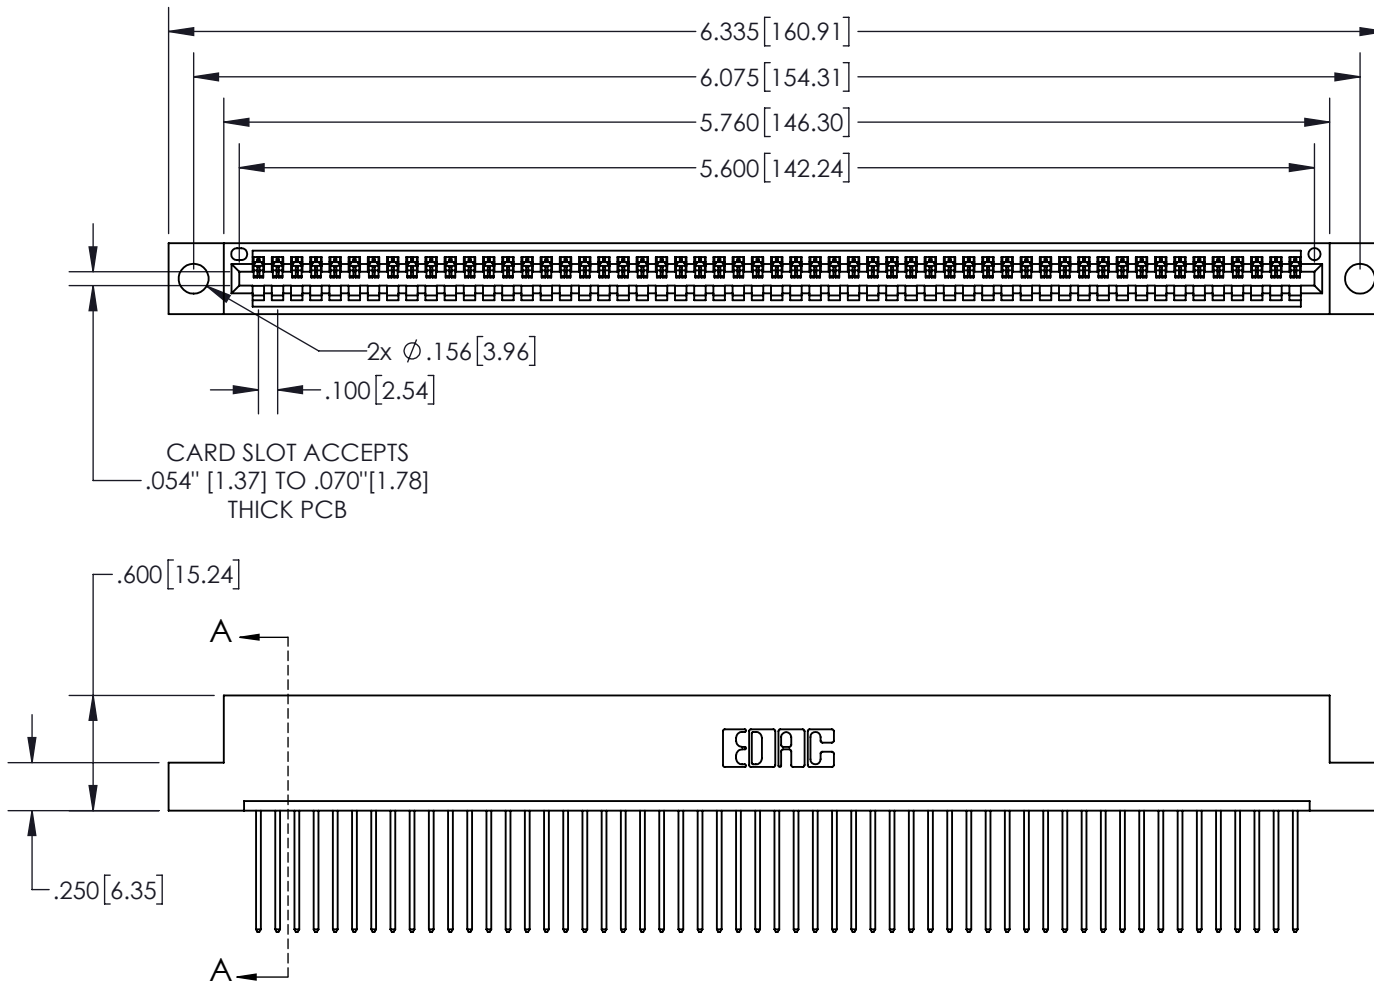 6.335[160.91]
6.075[154.31]
5.760[146.30]
5.600[142.24]
2x Ø.156[3.96]
.100[2.54]
CARD SLOT ACCEPTS
.054" [1.37] TO .070"[1.78]
THICK PCB
.600[15.24]
A
EDAC
.250[6.35]
A